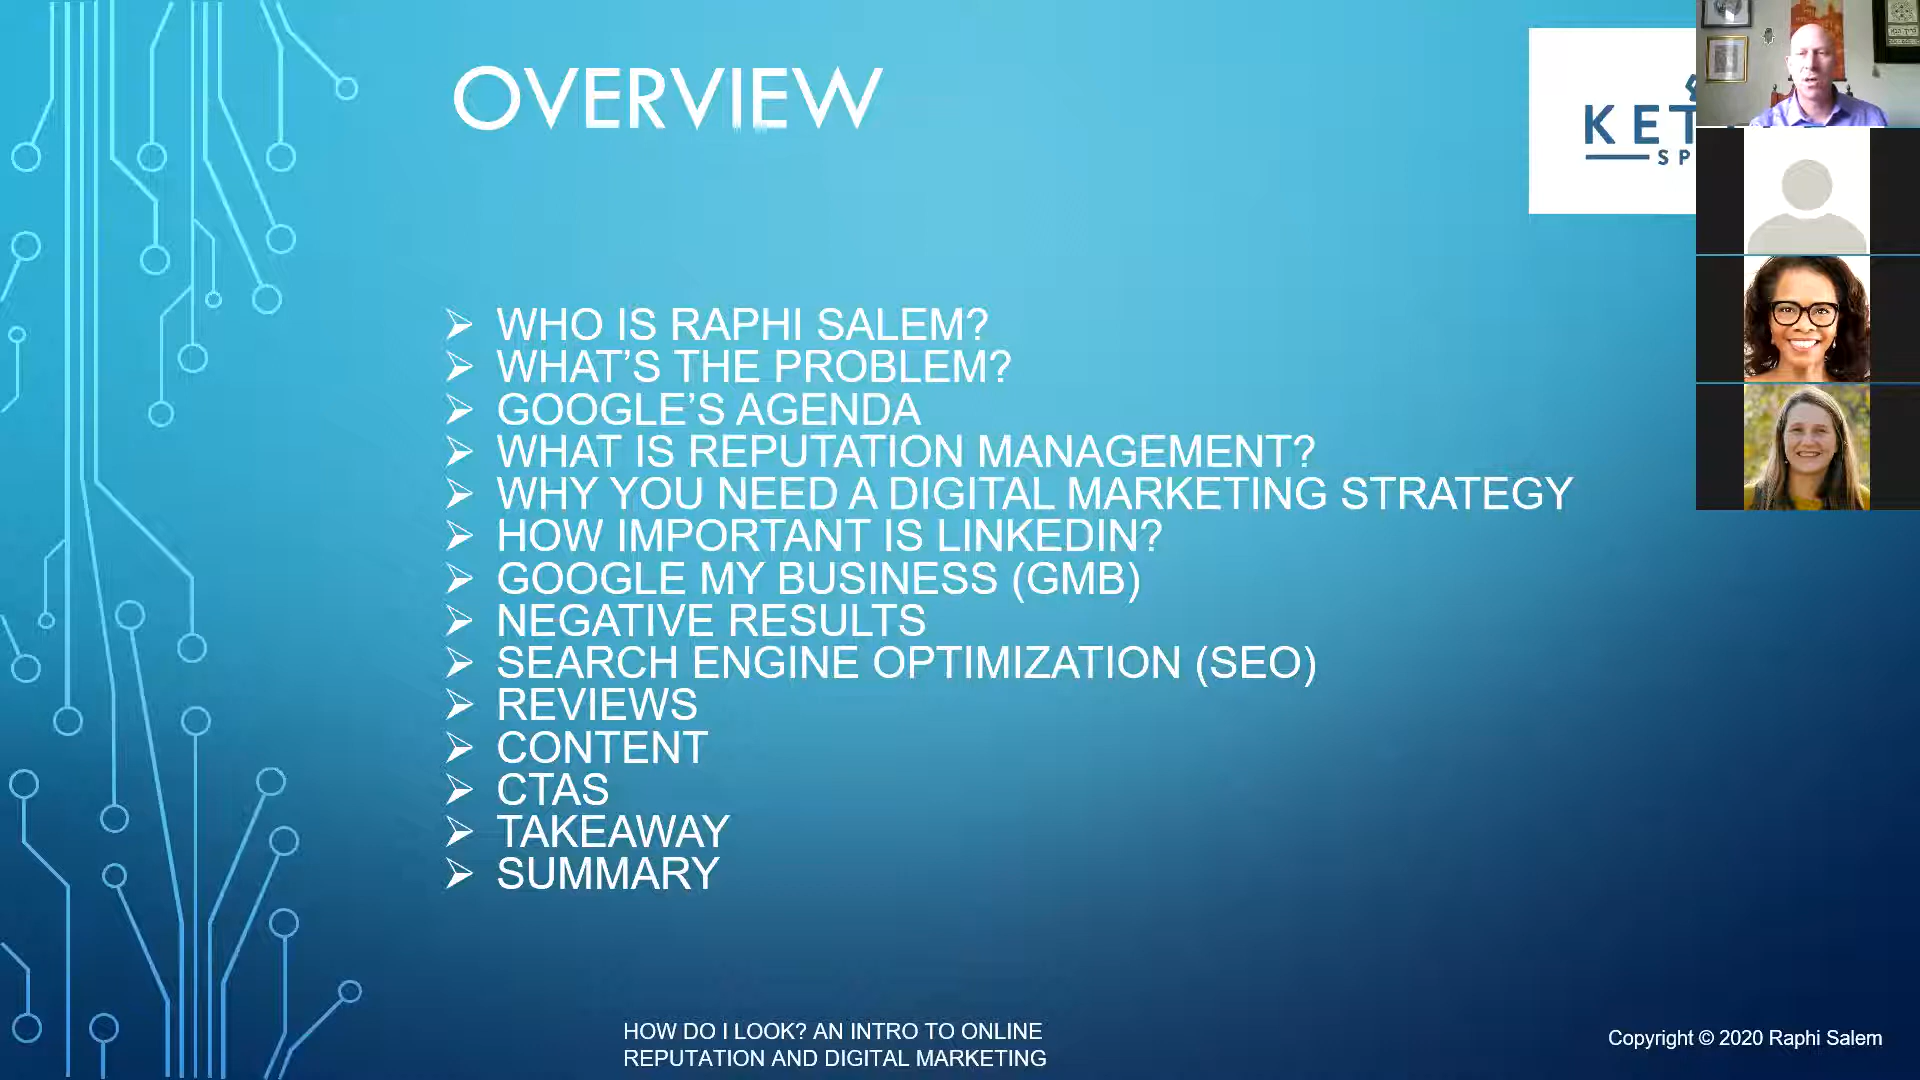 OVERVIEW
KET
SP
WHO IS RAPHI SALEM?
WHAT’S THE PROBLEM?
GOOGLE’S AGENDA
WHAT IS REPUTATION MANAGEMENT?
WHY YOU NEED A DIGITAL MARKETING STRATEGY
HOW IMPORTANT IS LINKEDIN?
GOOGLE MY BUSINESS (GMB)
NEGATIVE RESULTS
SEARCH ENGINE OPTIMIZATION (SEO)
REVIEWS
CONTENT
CTAS
TAKEAWAY
SUMMARY
HOW DO I LOOK? AN INTRO TO ONLINE
REPUTATION AND DIGITAL MARKETING
Copyright © 2020 Raphi Salem